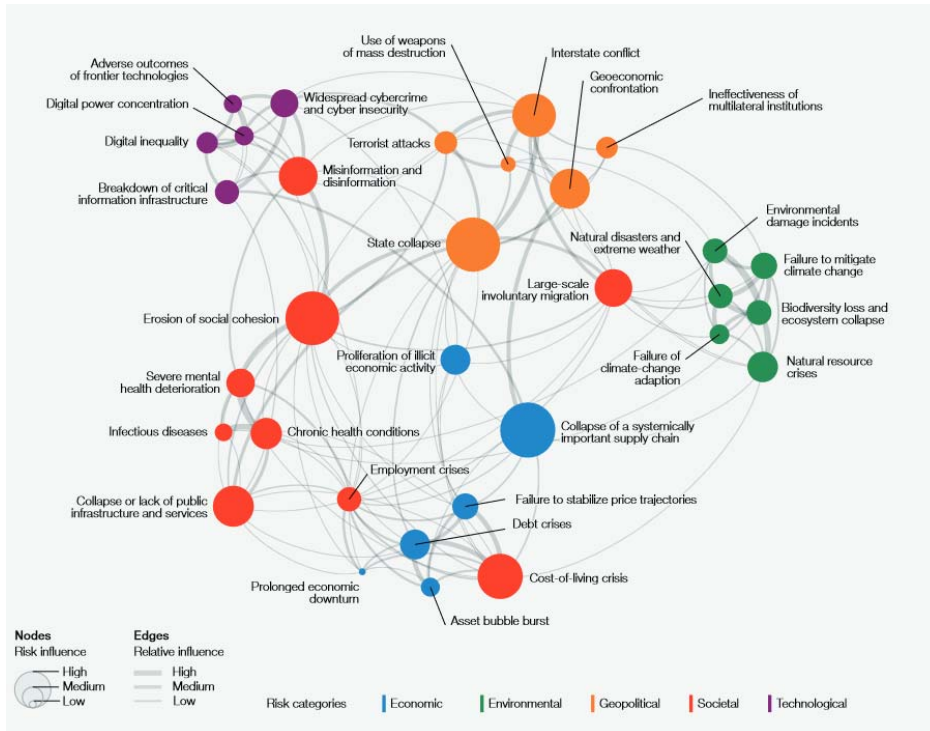 Use of weapons
of mass destruction
Interstate conflict
Adverse outcomes
of frontier technologies
Geoeconomic
confrontation
Digital power concentration
Widespread cybercrime
and cyber insecurity
Ineffectiveness of
multilateral institutions
Digital inequality
Terrorist attacks
Misinformation and
disinformation
Breakdown of critical
information infrastructure
Environmental
damage incidents
State collapse
Natural disasters and
extreme weather
Failure to mitigate
climate change
Large-scale
involuntary migration
Erosion of social cohesion
Biodiversity loss and
ecosystem collapse
Proliferation of illicit
economic activity
Failure of
climate-change
adaption
Natural resource
crises
Severe mental
health deterioration
Infectious diseases
Chronic health conditions
Collapse of a systemically
important supply chain
Employment crises
Collapse or lack of public
infrastructure and services
Failure to stabilize price trajectories
Debt crises
Prolonged economic
downturn
Cost-of-living crisis
Asset bubble burst
Nodes
Risk influence
High
Medium
Low
Edges
Relative influence
High
Medium
Low
Risk categories
Economic
Environmental
Geopolitical
Societal
Technological